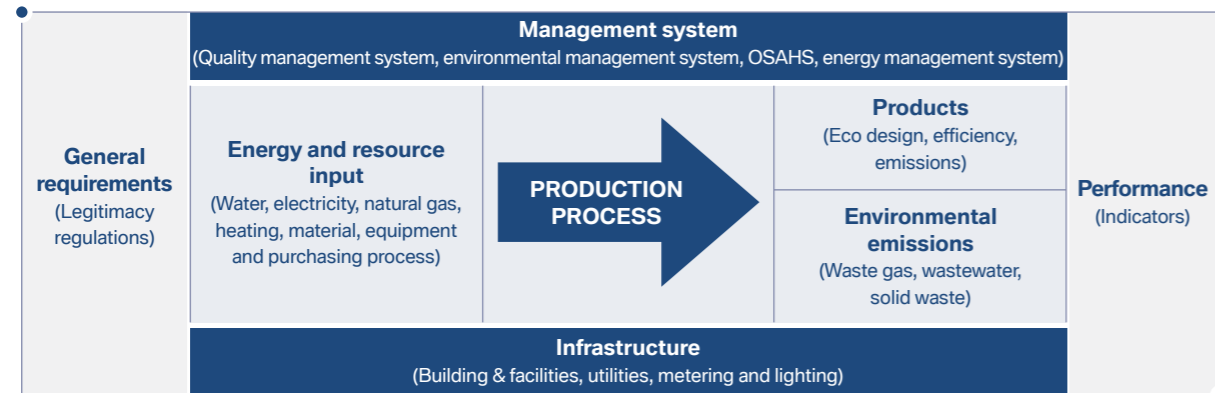 Management system
(Quality management system, environmental management system, OSAHS, energy management system)
General
requirements
(Legitimacy
regulations)
Energy and resource
input
(Water, electricity, natural gas,
heating, material, equipment
and purchasing process)
PRODUCTION
PROCESS
Products
(Eco design, efficiency,
emissions)
Environmental
emissions
(Waste gas, wastewater,
solid waste)
Performance
(Indicators)
Infrastructure
(Building & facilities, utilities, metering and lighting)